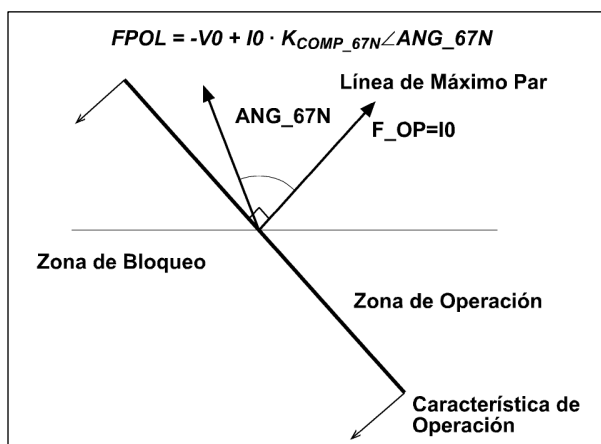 FPOL = -V0 + I0 · K_COMP_67N∠ANG_67N
Línea de Máximo Par
ANG_67N
F_OP=I0
Zona de Bloqueo
Zona de Operación
Característica de
Operación